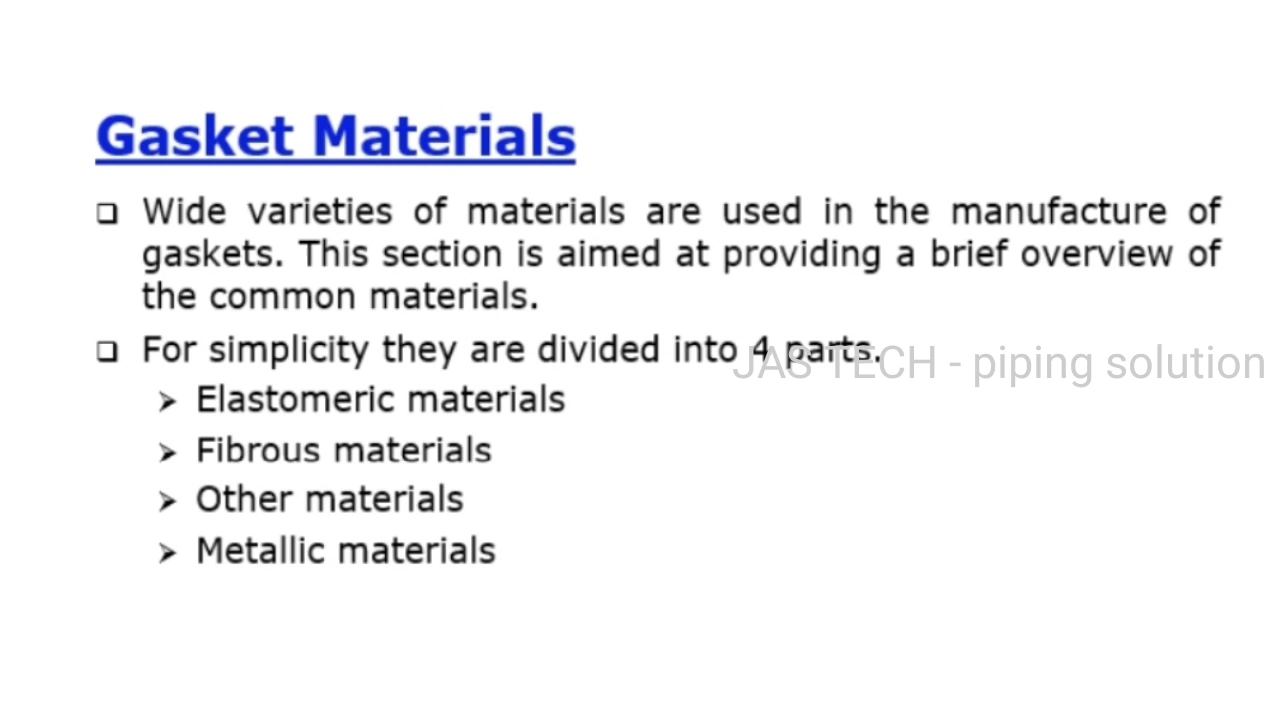 Gasket Materials
Wide varieties of materials are used in the manufacture of
gaskets. This section is aimed at providing a brief overview of
the common materials.
For simplicity they are divided into 4 parts.
JAS TECH - piping solution
Elastomeric materials
Fibrous materials
Other materials
Metallic materials